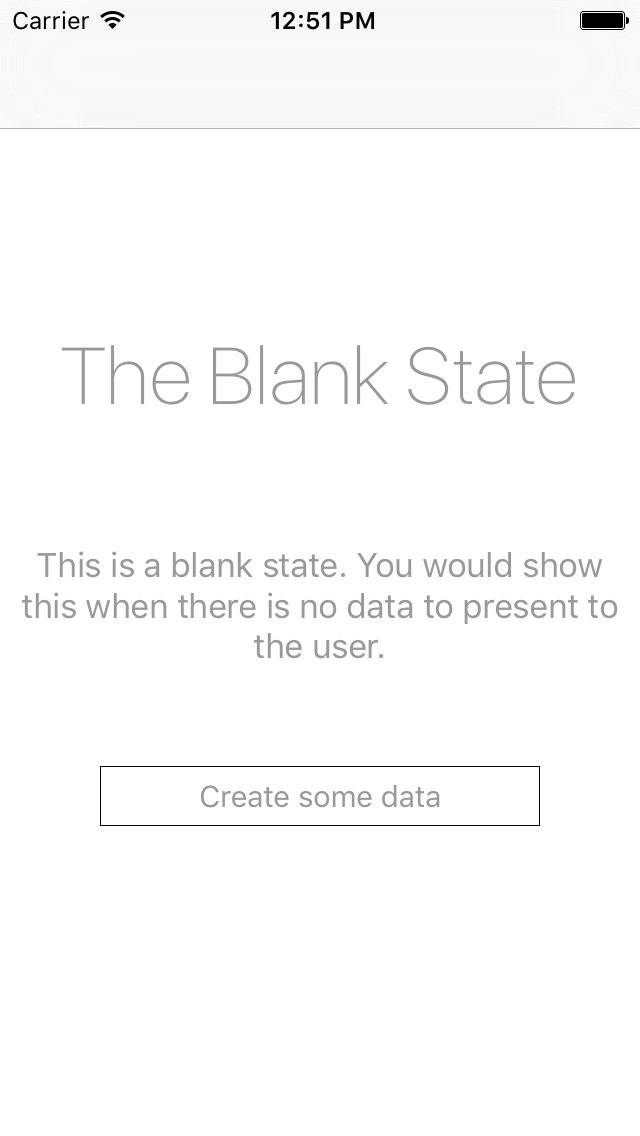 Carrier 12:51 PM
The Blank State
This is a blank state. You would show
this when there is no data to present to
the user.
Create some data